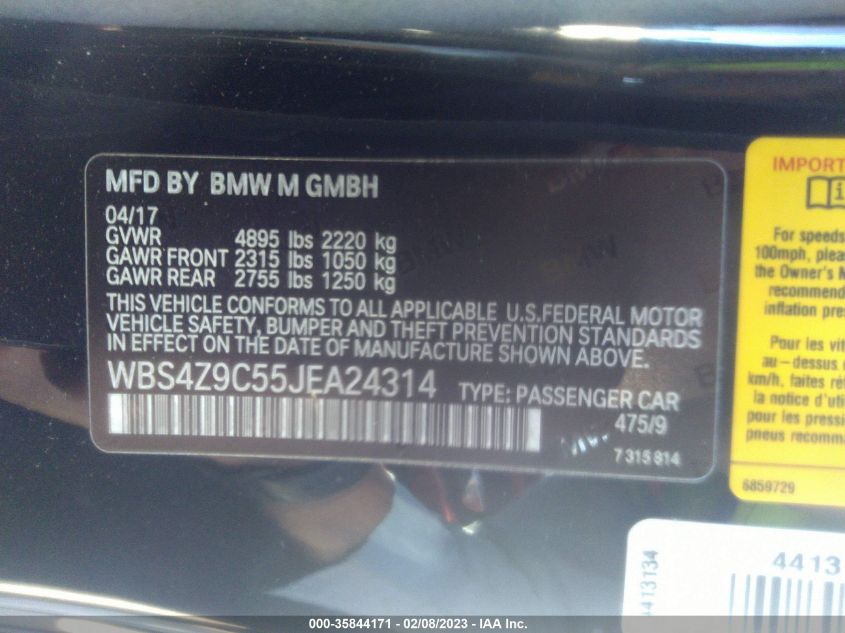 MFD BY BMW M GMBH
04/17
GVWR 4895 lbs 2220 kg
GAWR FRONT 2315 lbs 1050 kg
GAWR REAR 2755 lbs 1250 kg
THIS VEHICLE CONFORMS TO ALL APPLICABLE U.S.FEDERAL MOTOR
VEHICLE SAFETY, BUMPER AND THEFT PREVENTION STANDARDS
IN EFFECT ON THE DATE OF MANUFACTURE SHOWN ABOVE.
WBS4Z9C55JEA24314 TYPE: PASSENGER CAR
475/9
7 315 814
IMPORT
For speeds
100mph, plea
the Owner's M
recommend
inflation pre
Pour les vit
au-dessus d
km/h, faites
la notice d'u
pour les pressi
pneus recomm
6859729
4413134
4413
000-35844171 - 02/08/2023 - IAA Inc.